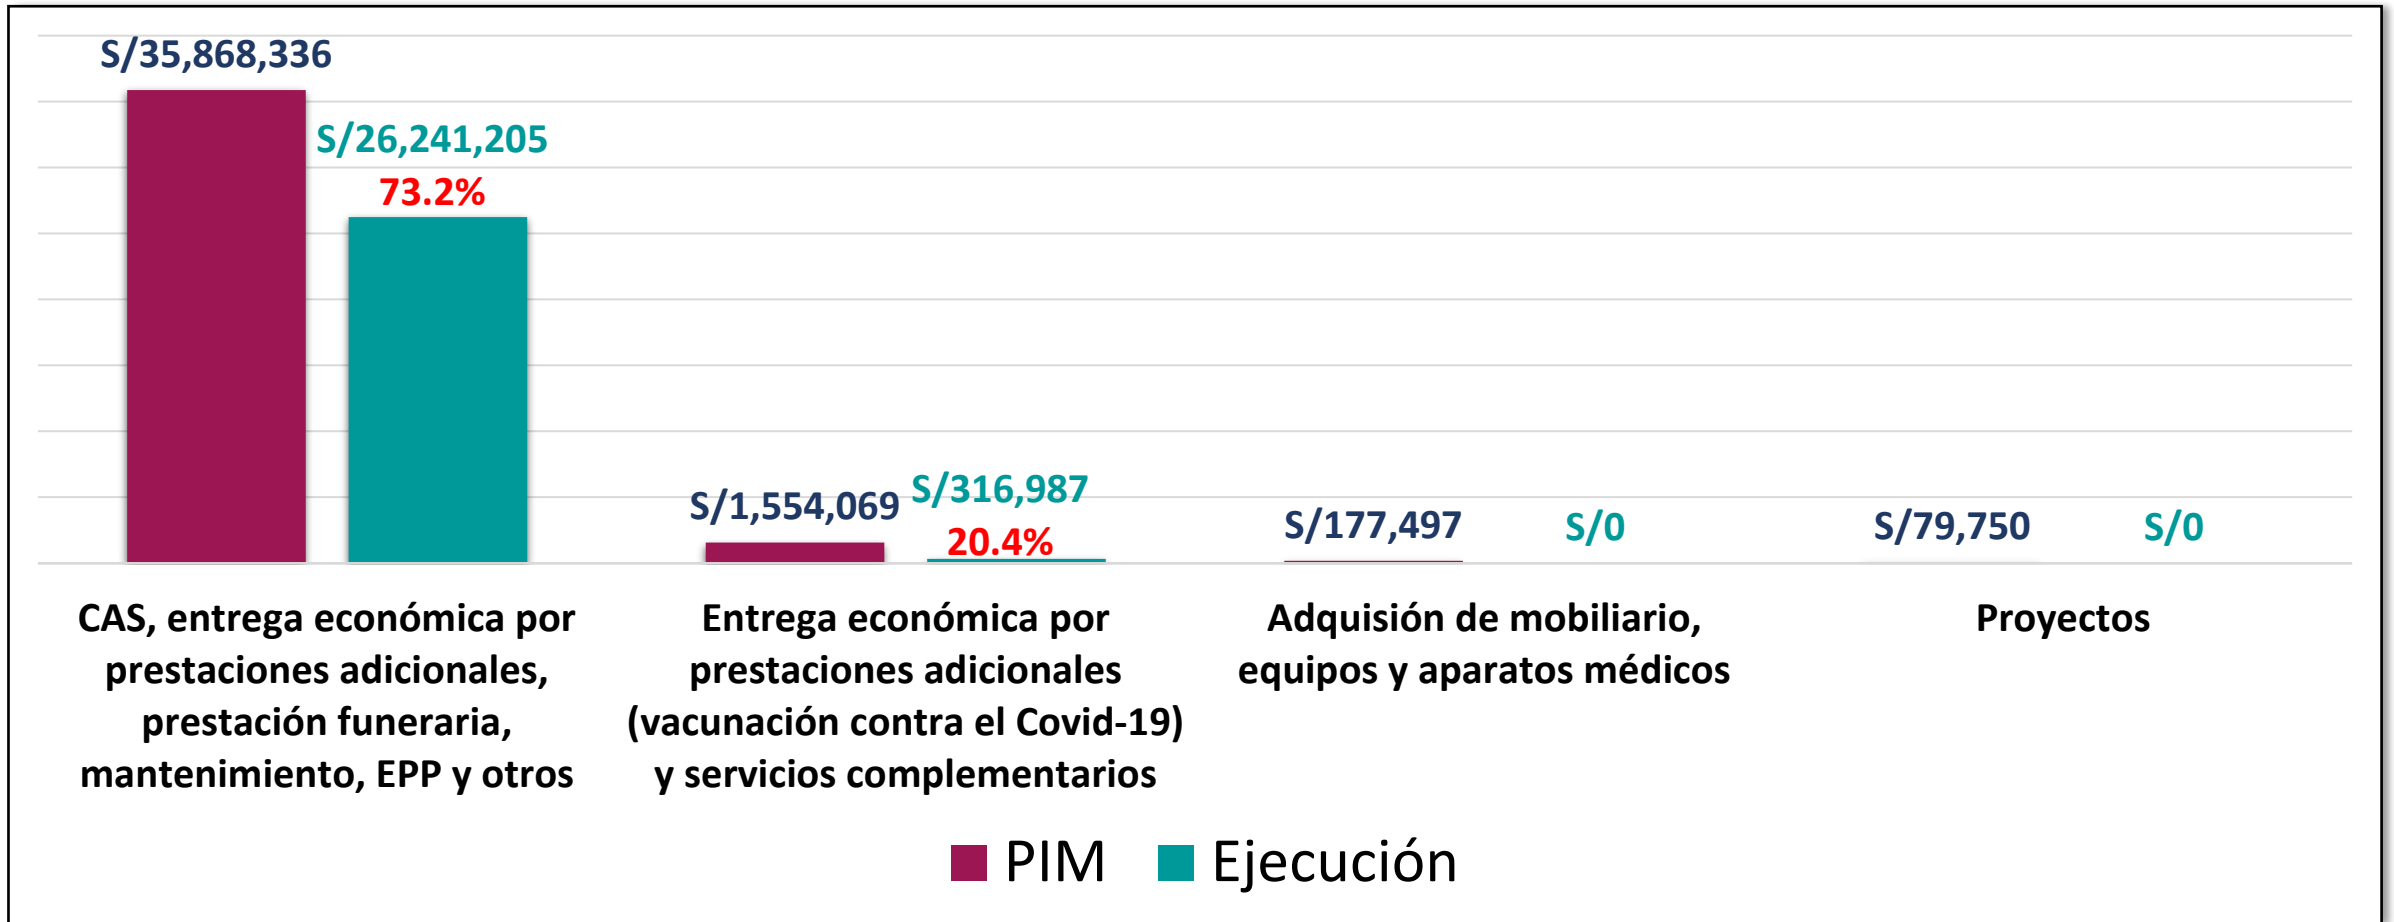 S/35,868,336
S/26,241,205
73.2%
S/1,554,069
S/316,987
20.4%
S/177,497
S/0
S/79,750
S/0
CAS, entrega económica por
prestaciones adicionales,
prestación funeraria,
mantenimiento, EPP y otros
Entrega económica por
prestaciones adicionales
(vacunación contra el Covid-19)
y servicios complementarios
Adquisión de mobiliario,
equipos y aparatos médicos
Proyectos
PIM
Ejecución